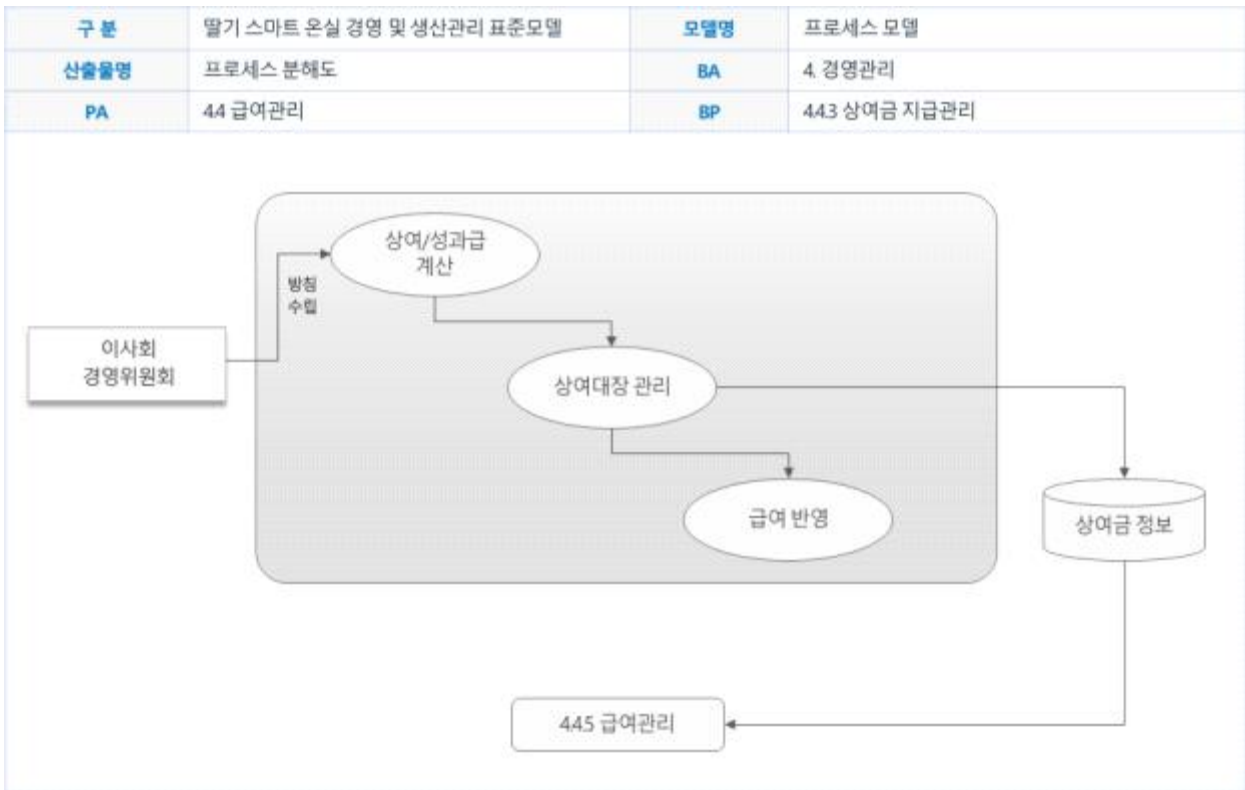 구 분 딸기 스마트 온실 경영 및 생산관리 표준모델 모델명 프로세스 모델
산출물명 프로세스 분해도 BA 4. 경영관리
PA 4.4 급여관리 BP 4.4.3 상여금 지급관리
상여/성과급
계산
방침
수립
이사회
경영위원회
상여대장 관리
급여 반영
상여금 정보
4.4.5 급여관리